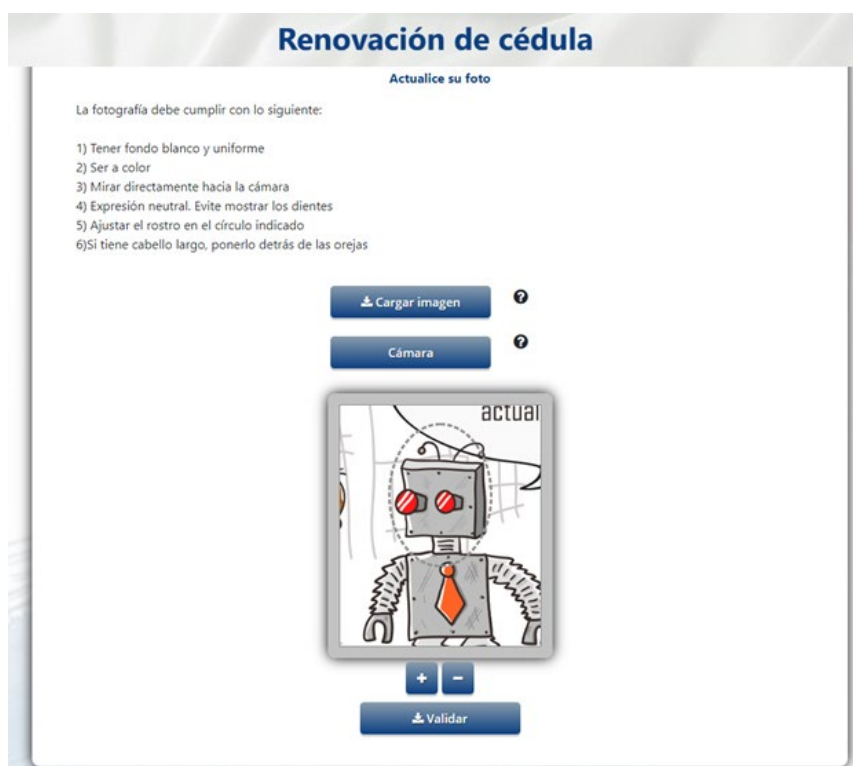 Renovación de cédula
Actualice su foto
La fotografía debe cumplir con lo siguiente:
1) Tener fondo blanco y uniforme
2) Ser a color
3) Mirar directamente hacia la cámara
4) Expresión neutral. Evite mostrar los dientes
5) Ajustar el rostro en el círculo indicado
6)Si tiene cabello largo, ponerlo detrás de las orejas
Cargar imagen
Cámara
actual
+ −
Validar